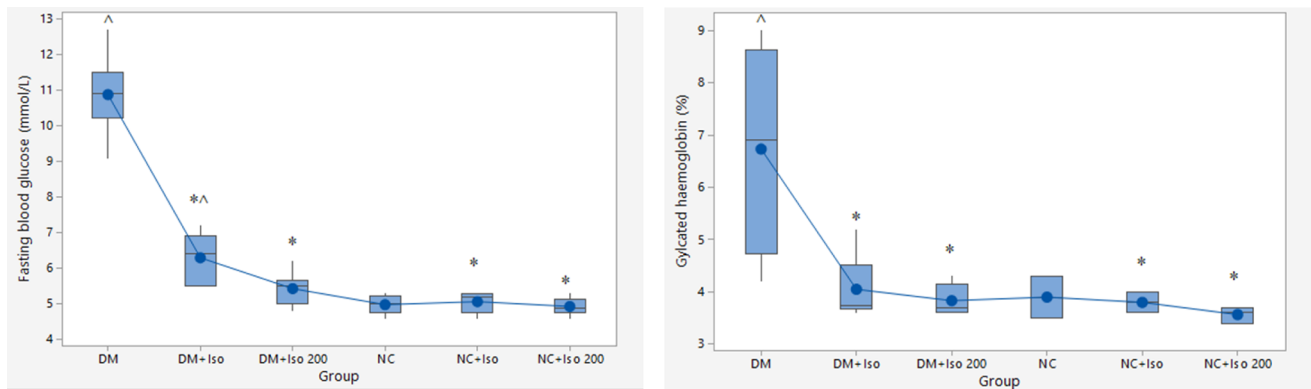 Fasting blood glucose (mmol/L)
13
12
11
10
9
8
7
6
5
4
^
*^
*
*
*
DM
DM+Iso
DM+Iso 200
NC
NC+Iso
NC+Iso 200
Group
Gylcated haemoglobin (%)
9
8
7
6
5
4
3
^
*
*
*
*
DM
DM+Iso
DM+Iso 200
NC
NC+Iso
NC+Iso 200
Group